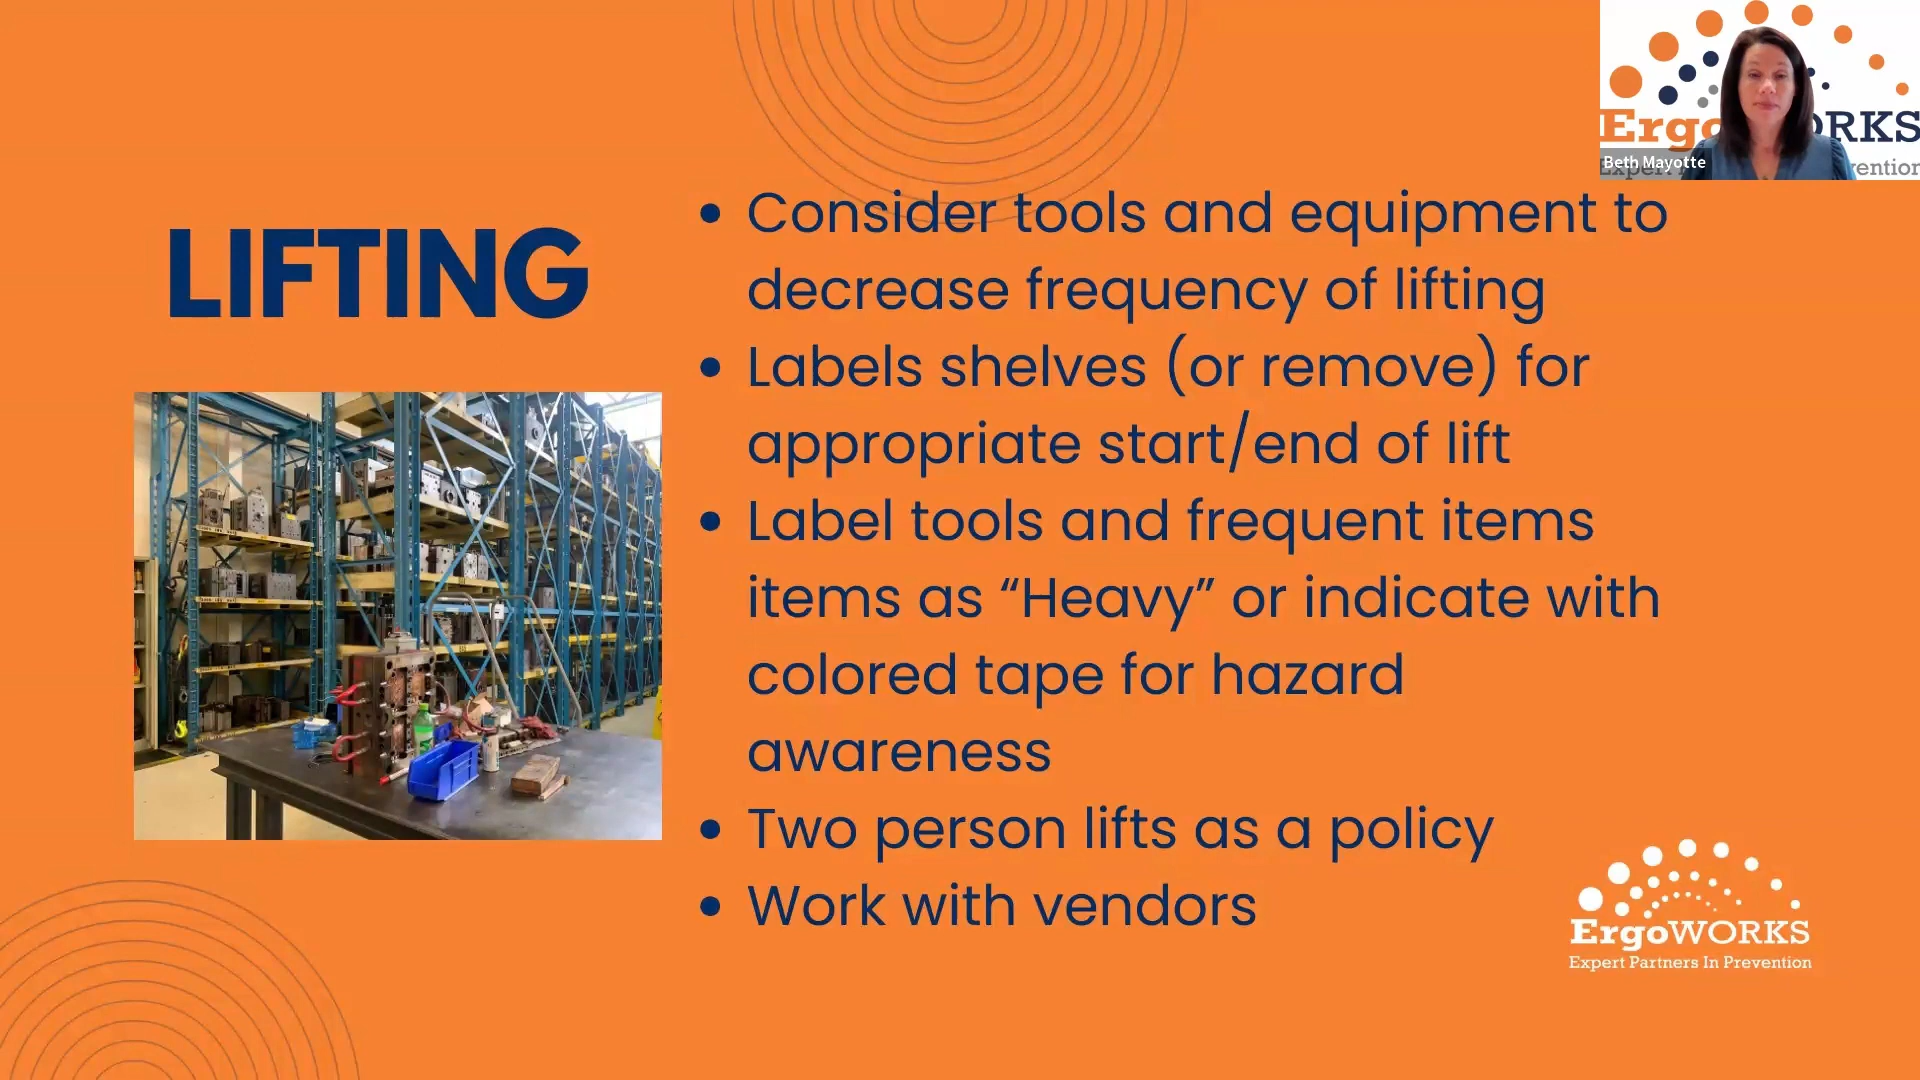 ErgoWORKS
Beth Mayotte
LIFTING
Consider tools and equipment to
decrease frequency of lifting
Labels shelves (or remove) for
appropriate start/end of lift
Label tools and frequent items
items as “Heavy” or indicate with
colored tape for hazard
awareness
Two person lifts as a policy
Work with vendors
ErgoWORKS
Expert Partners In Prevention